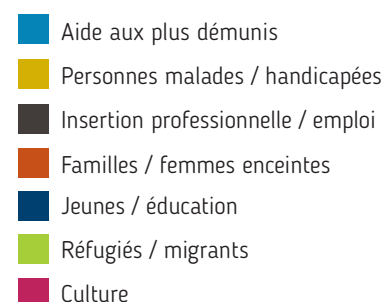 Aide aux plus démunis
Personnes malades / handicapées
Insertion professionnelle / emploi
Familles / femmes enceintes
Jeunes / éducation
Réfugiés / migrants
Culture